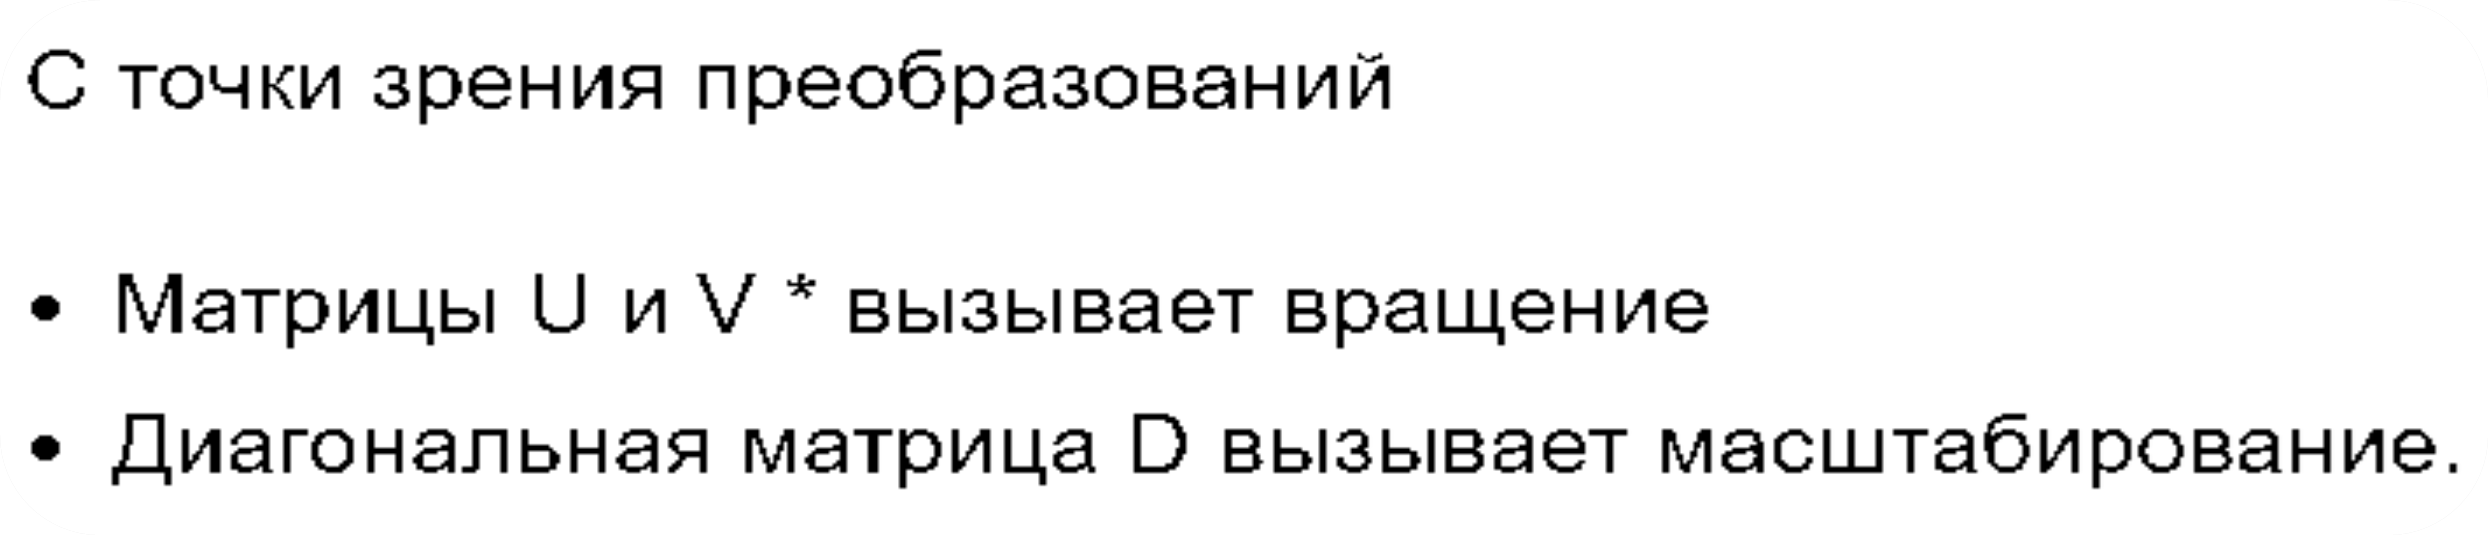 С точки зрения преобразований
• Матрицы U и V * вызывает вращение
• Диагональная матрица D вызывает масштабирование.